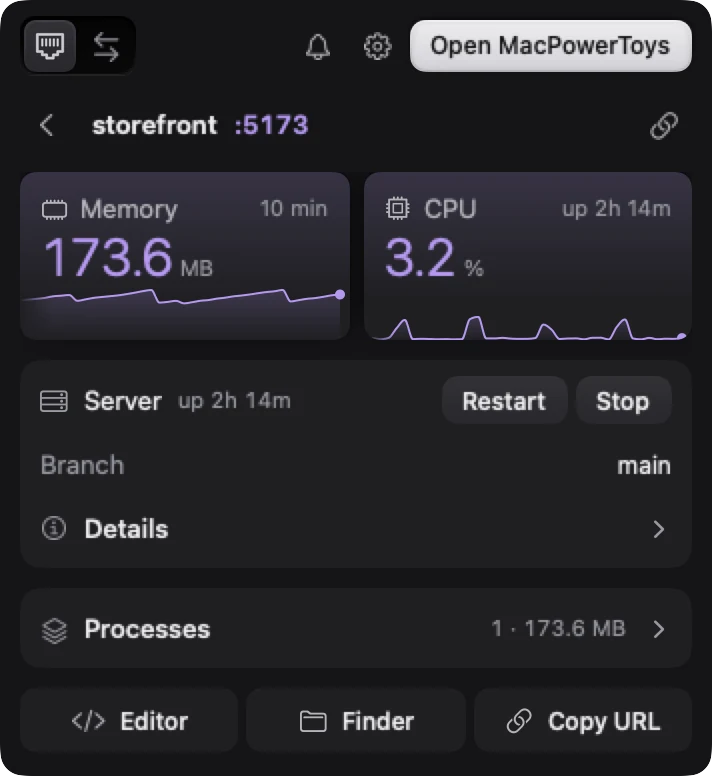 Open MacPowerToys
storefront :5173
Memory 10 min
173.6 MB
CPU up 2h 14m
3.2 %
Server up 2h 14m Restart Stop
Branch main
Details
Processes 1 · 173.6 MB
</> Editor Finder Copy URL